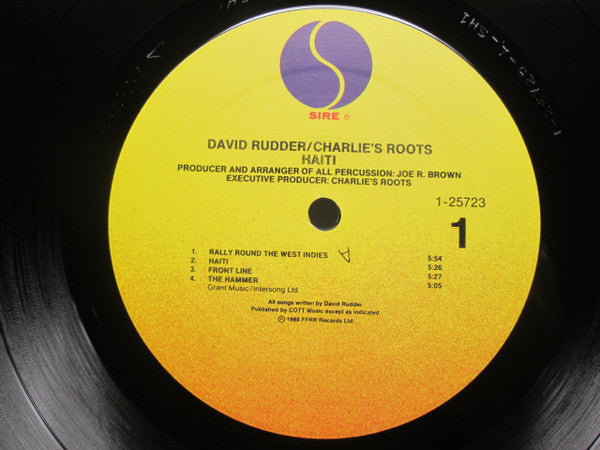 SIRE ®
DAVID RUDDER/CHARLIE'S ROOTS
HAITI
PRODUCER AND ARRANGER OF ALL PERCUSSION: JOE R. BROWN
EXECUTIVE PRODUCER: CHARLIE'S ROOTS
1-25723
1
1. RALLY ROUND THE WEST INDIES 5:54
2. HAITI 5:26
3. FRONT LINE 5:27
4. THE HAMMER 5:05
Grant Music/Intersong Ltd.
All songs written by David Rudder
Published by COTT Music except as indicated
℗ 1988 FFRR Records Ltd.